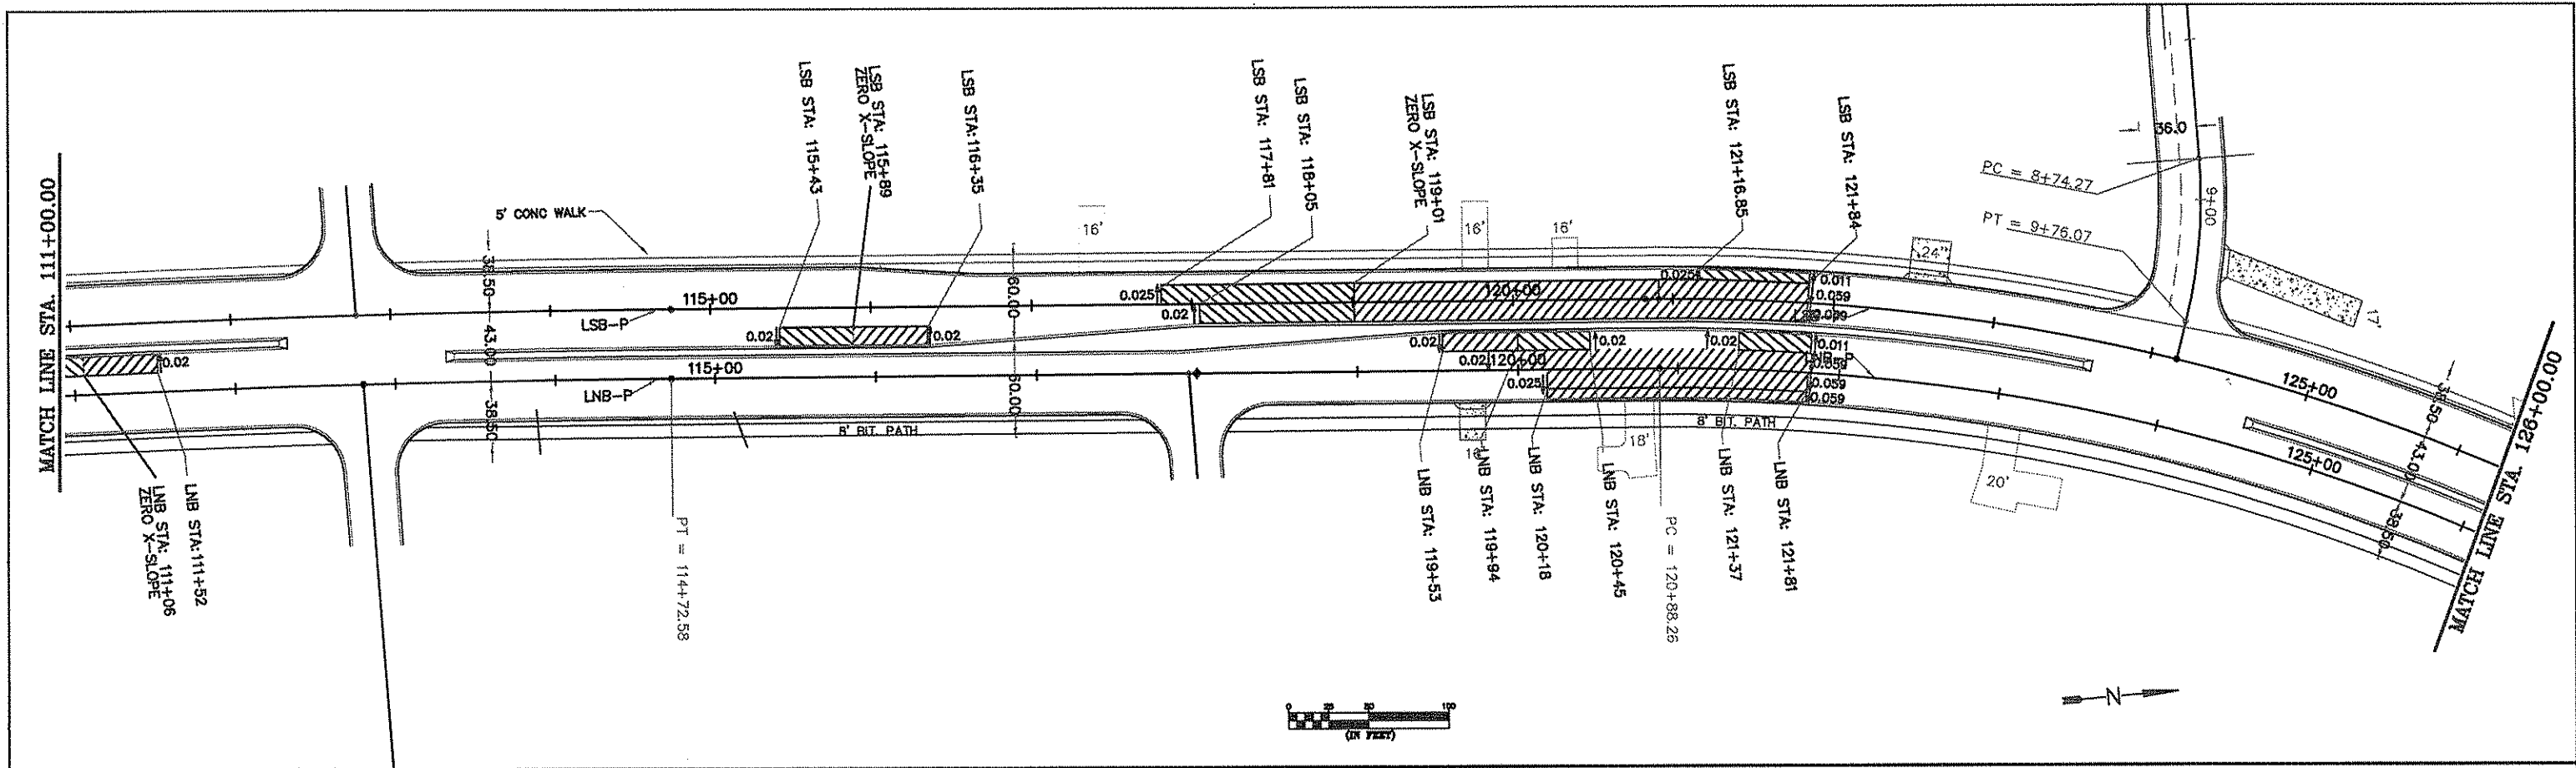 MATCH LINE STA. 111+00.00
5' CONC WALK
LSB STA: 115+43
LSB STA: 115+89
ZERO X-SLOPE
LSB STA:116+35
LSB STA: 117+81
LSB STA: 118+05
LSB STA: 119+01
ZERO X-SLOPE
LSB STA: 121+16.85
LSB STA: 121+84
36.0
PC = 8+74.27
9+00
PT = 9+76.07
16'
16'
16'
24"
17'
38.50
43.00
38.50
60.00
60.00
115+00
LSB-P
0.02
0.02
0.025
0.02
120+00
0.025
0.011
0.059
0.02
115+00
LNB-P
0.02
0.02
120+00
0.025
0.02
0.02
0.011
0.059
0.059
0.059
125+00
125+00
38.50
43.00
38.50
8' BIT. PATH
8' BIT. PATH
18'
20'
LNB STA: 111+06
ZERO X-SLOPE
LNB STA:111+52
PT = 114+72.58
LNB STA: 119+53
LNB STA: 119+94
LNB STA: 120+18
LNB STA: 120+45
PC = 120+88.26
LNB STA: 121+37
LNB STA: 121+81
MATCH LINE STA. 126+00.00
N
(IN FEET)